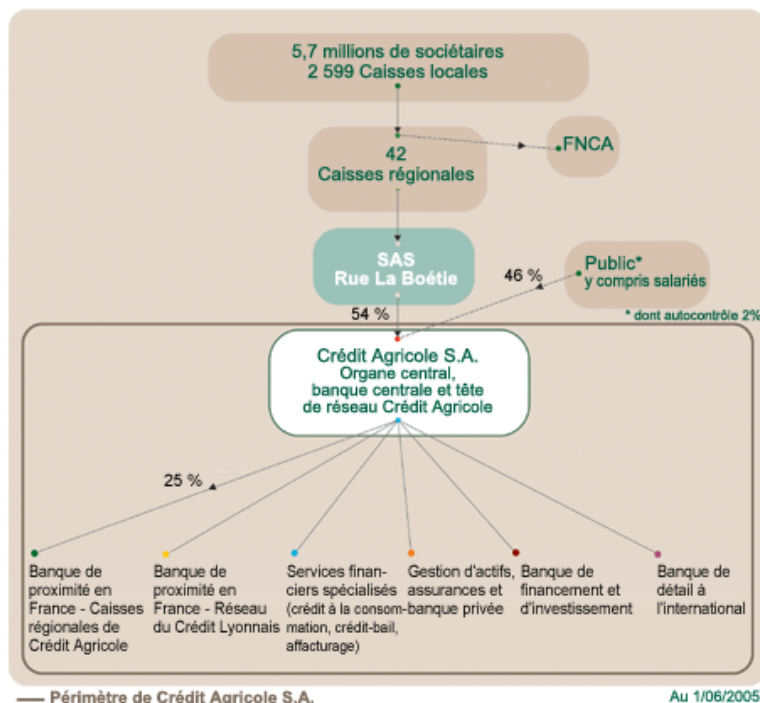 5,7 millions de sociétaires
2 599 Caisses locales
42
Caisses régionales
FNCA
SAS
Rue La Boétie
Public*
y compris salariés
46 %
54 %
* dont autocontrôle 2%
Crédit Agricole S.A.
Organe central,
banque centrale et tête
de réseau Crédit Agricole
25 %
Banque de
proximité en
France - Caisses
régionales de
Crédit Agricole
Banque de
proximité en
France - Réseau
du Crédit Lyonnais
Services finan-
ciers spécialisés
(crédit à la consom-
mation, crédit-bail,
affacturage)
Gestion d'actifs,
assurances et
banque privée
Banque de
financement et
d'investissement
Banque de
détail à
l'international
Périmètre de Crédit Agricole S.A.
Au 1/06/2005